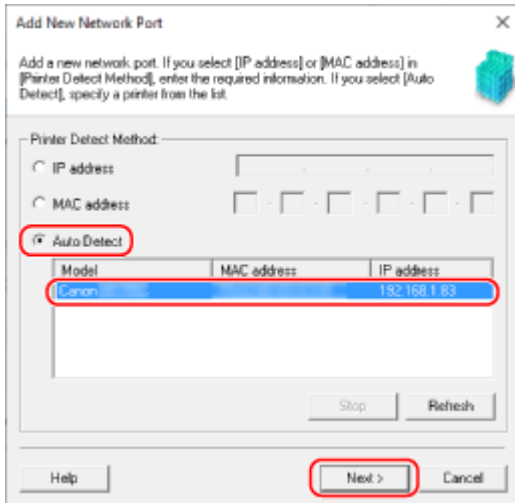 Add New Network Port
Add a new network port. If you select [IP address] or [MAC address] in
[Printer Detect Method], enter the required information. If you select [Auto
Detect], specify a printer from the list.
Printer Detect Method:
IP address
MAC address
Auto Detect
Model MAC address IP address
Canon 192.168.1.83
Stop Refresh
Help Next > Cancel